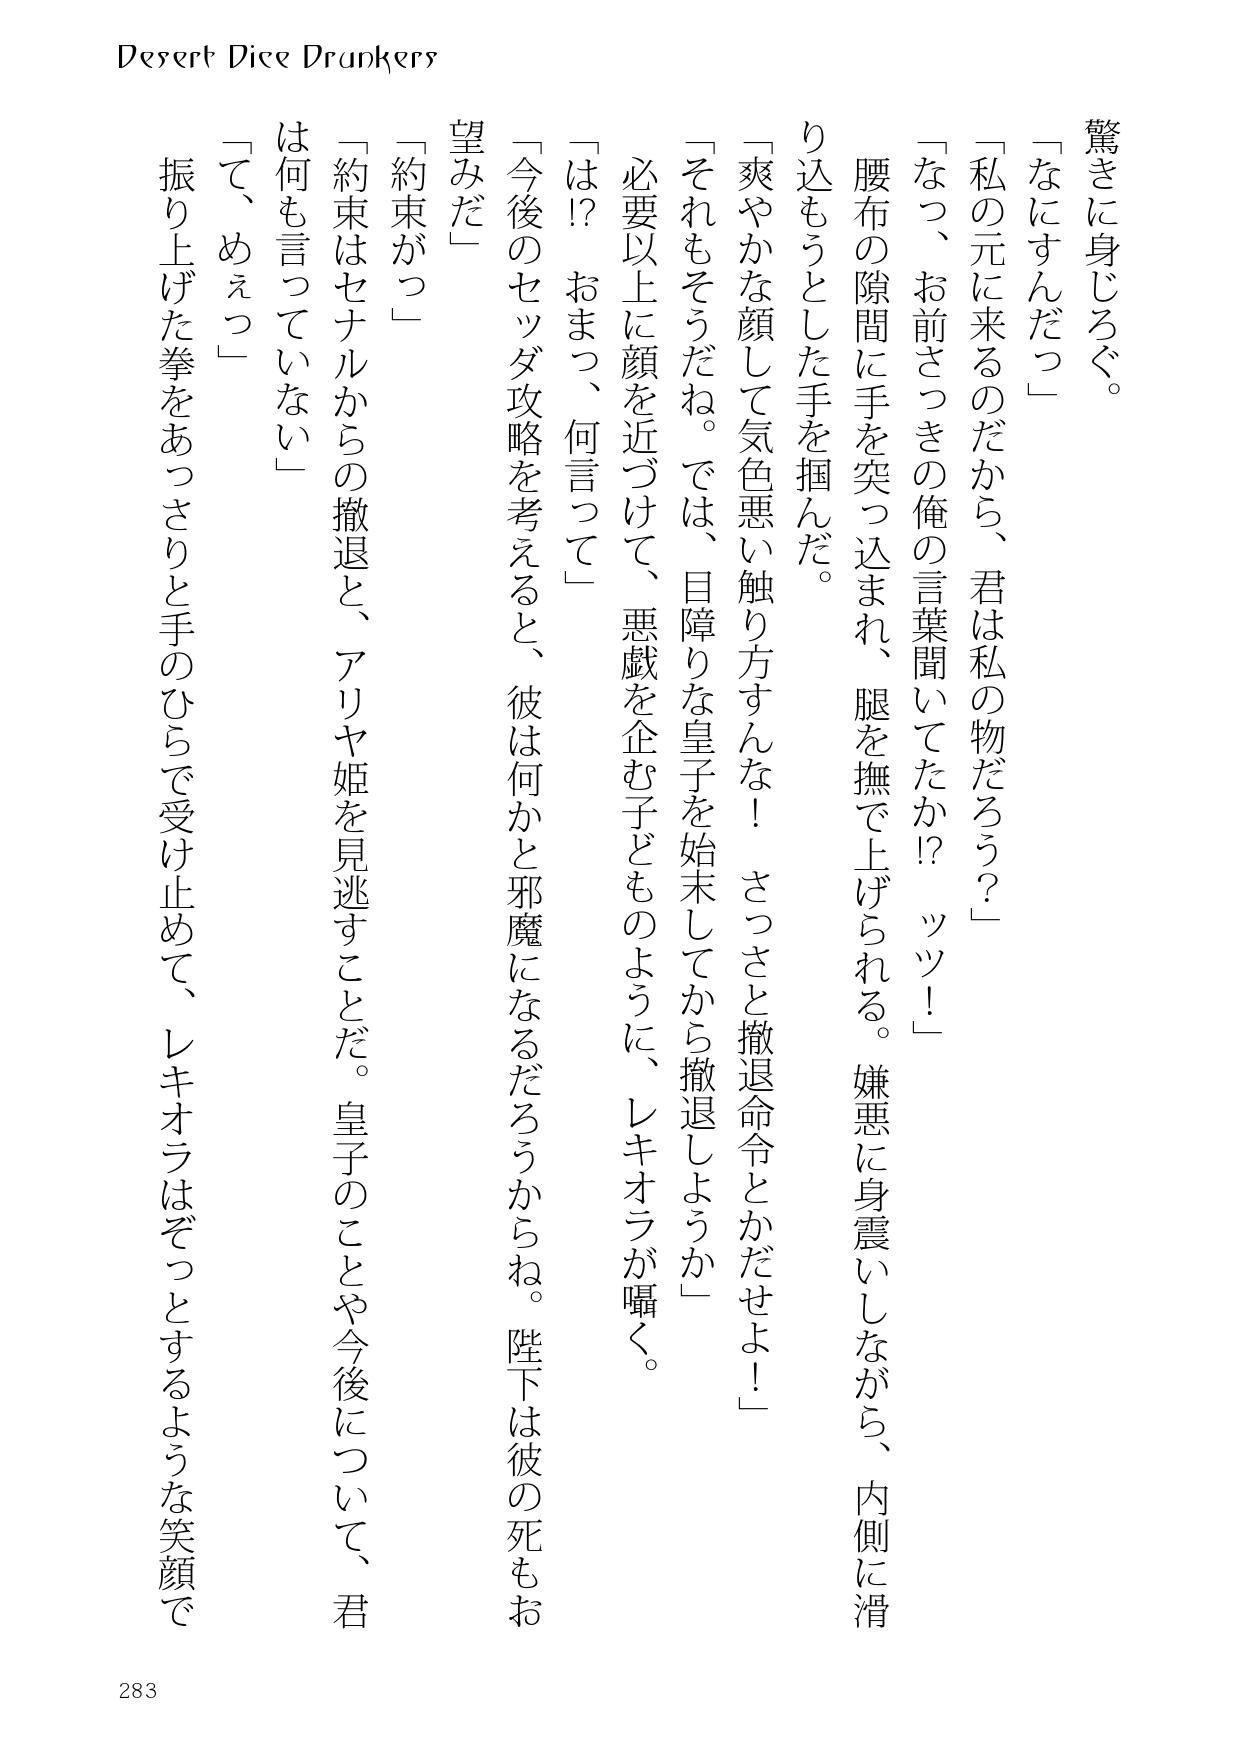 Desert Dice Drunkers
驚きに身じろぐ。
「なにすんだっ」
「私の元に来るのだから、君は私の物だろう？」
「なっ、お前さっきの俺の言葉聞いてたか!?　ッツ！」
　腰布の隙間に手を突っ込まれ、腿を撫で上げられる。嫌悪に身震いしながら、内側に滑
り込もうとした手を掴んだ。
「爽やかな顔して気色悪い触り方すんな！　さっさと撤退命令とかだせよ！」
「それもそうだね。では、目障りな皇子を始末してから撤退しようか」
　必要以上に顔を近づけて、悪戯を企む子どものように、レキオラが囁く。
「は!?　おまっ、何言って」
「今後のセッダ攻略を考えると、彼は何かと邪魔になるだろうからね。陛下は彼の死もお
望みだ」
「約束がっ」
「約束はセナルからの撤退と、アリヤ姫を見逃すことだ。皇子のことや今後について、君
は何も言っていない」
「て、めぇっ」
　振り上げた拳をあっさりと手のひらで受け止めて、レキオラはぞっとするような笑顔で
283